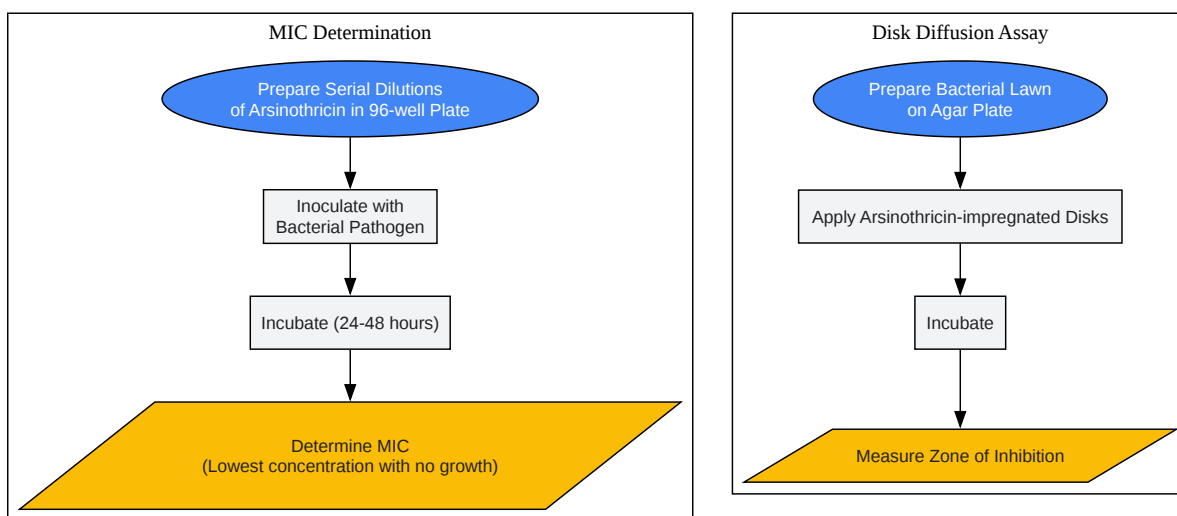 MIC Determination
Prepare Serial Dilutions
of Arsinothricin in 96-well Plate
Inoculate with
Bacterial Pathogen
Incubate (24-48 hours)
Determine MIC
(Lowest concentration with no growth)
Disk Diffusion Assay
Prepare Bacterial Lawn
on Agar Plate
Apply Arsinothricin-impregnated Disks
Incubate
Measure Zone of Inhibition